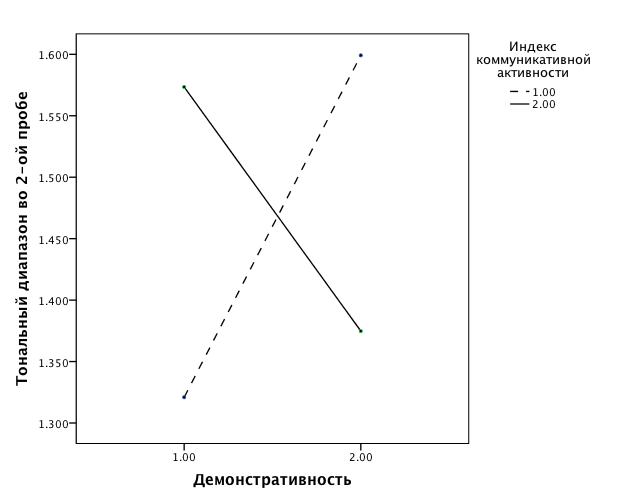 Индекс
коммуникативной
активности
1.00
2.00
Тональный диапазон во 2-ой пробе
1.600
1.550
1.500
1.450
1.400
1.350
1.300
1.00 2.00
Демонстративность